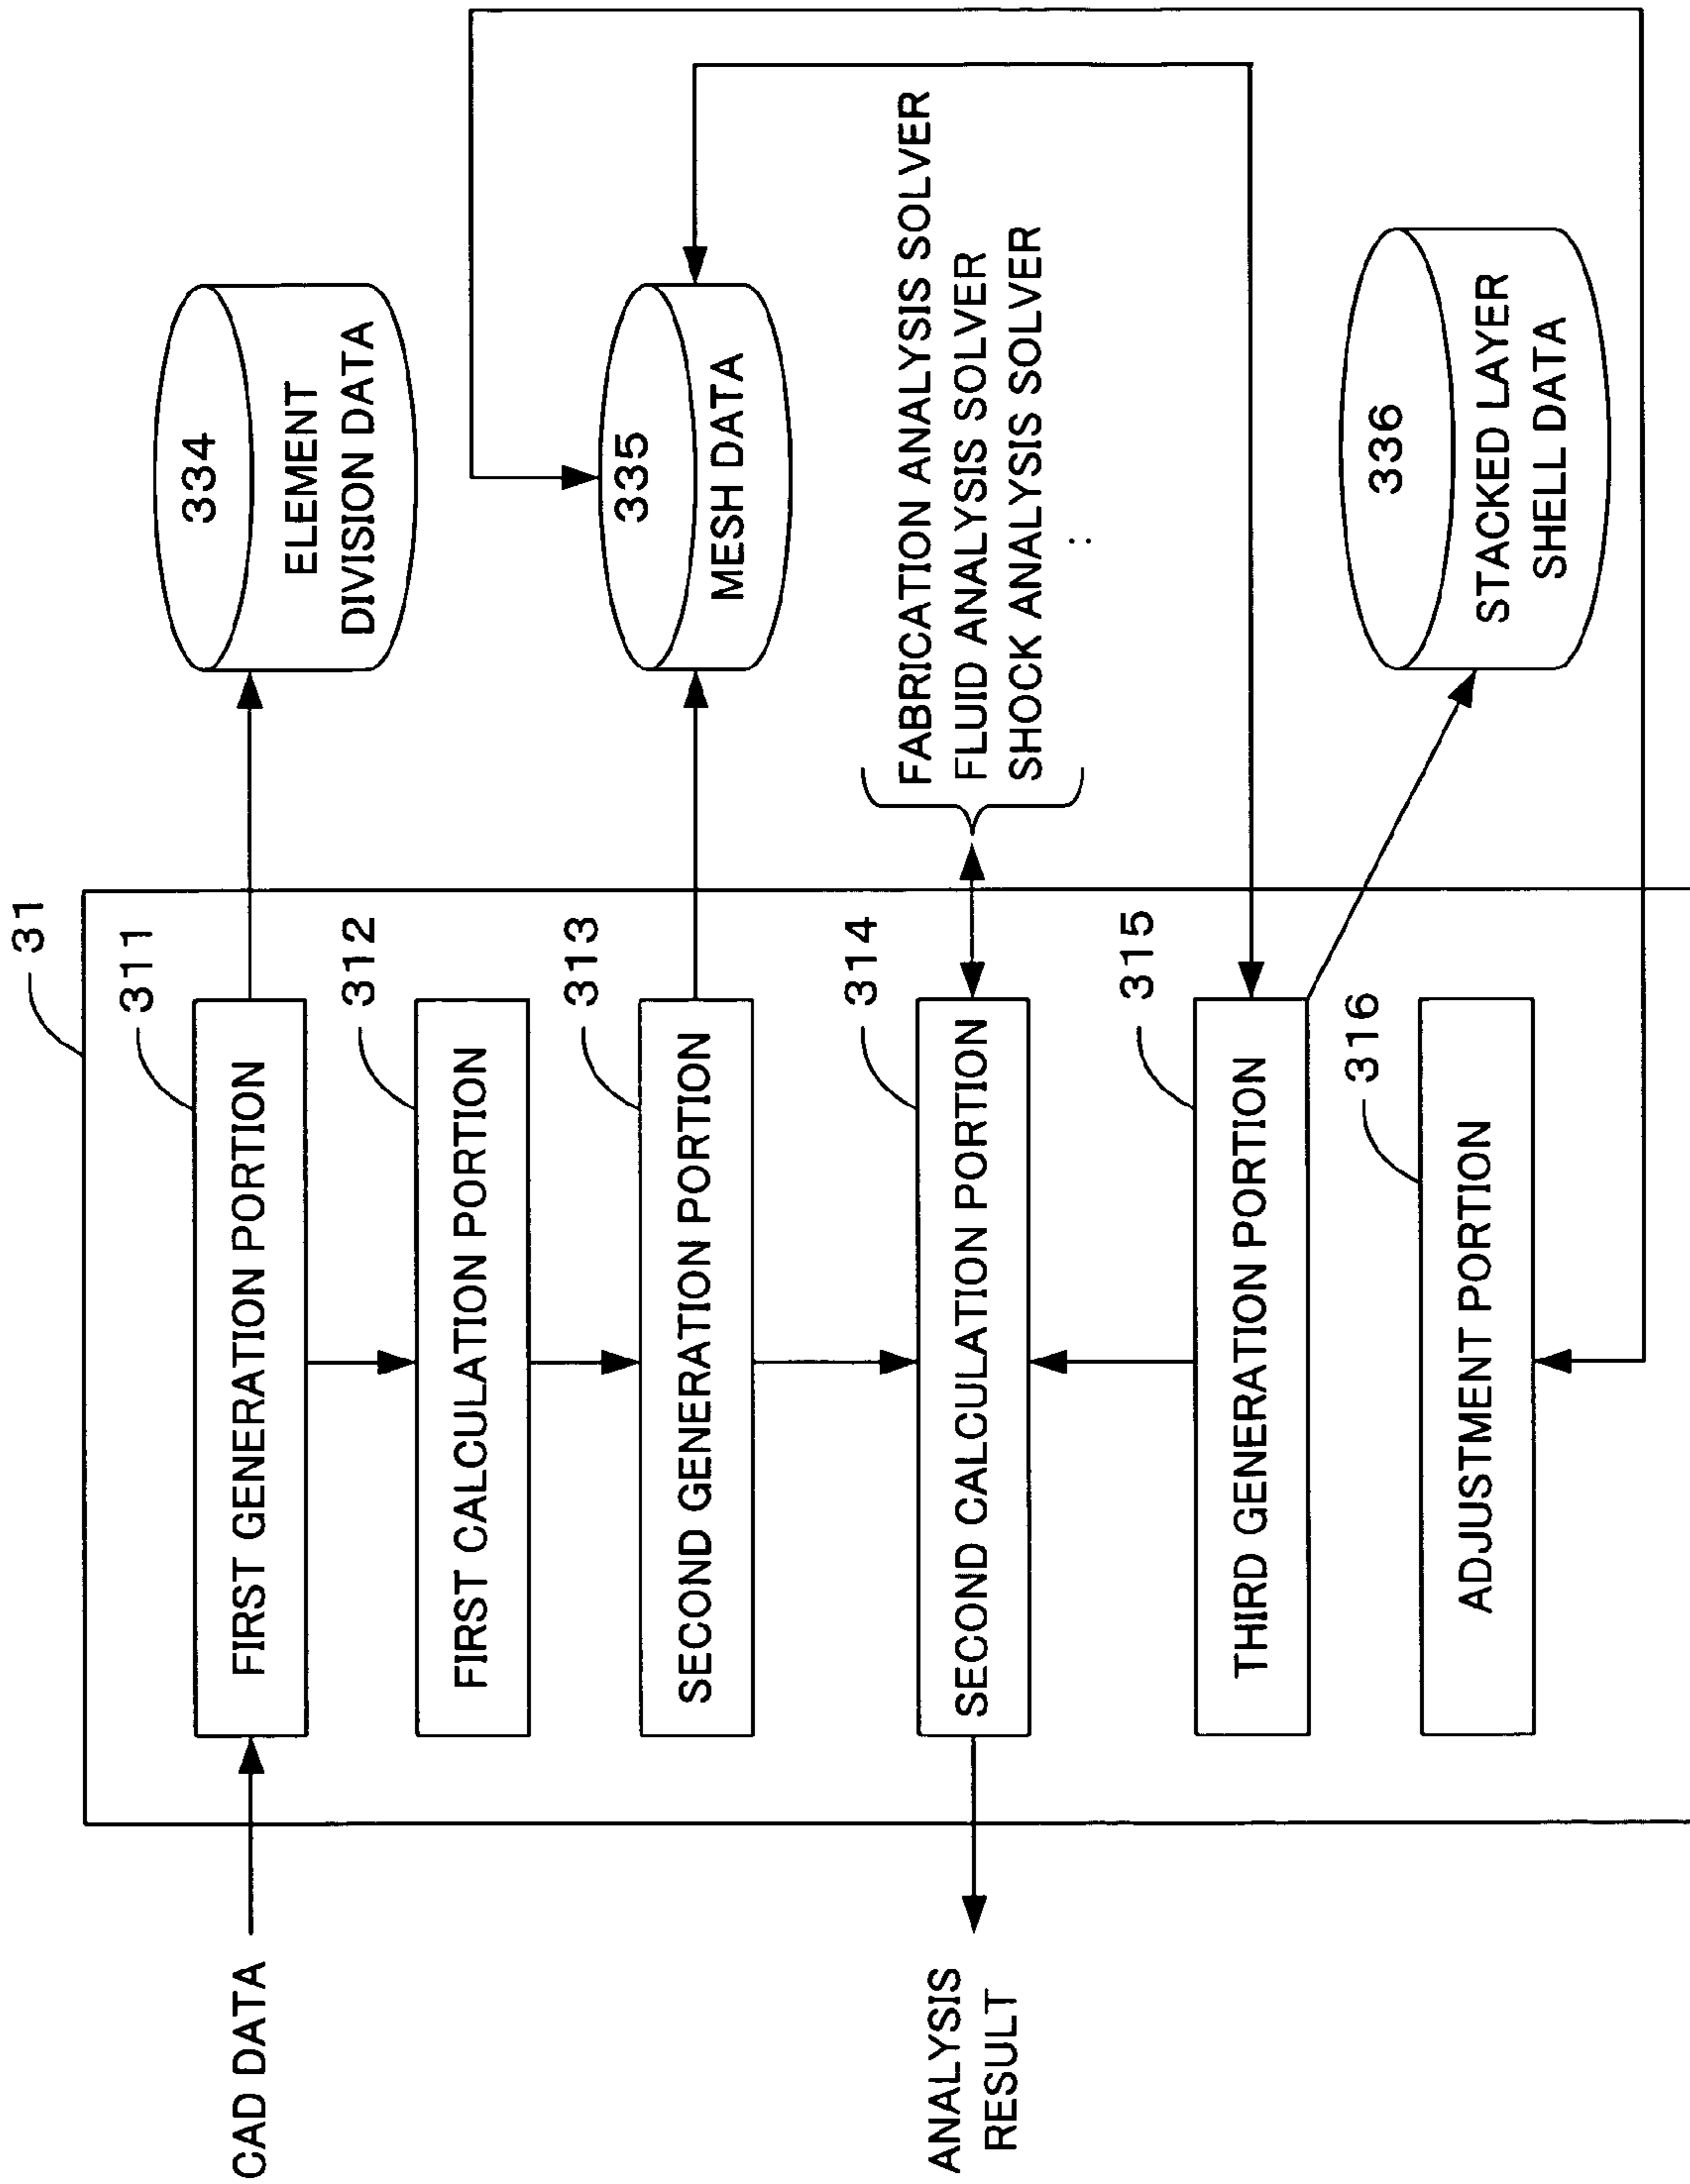 31
CAD DATA
311
FIRST GENERATION PORTION
334
ELEMENT
DIVISION DATA
312
FIRST CALCULATION PORTION
313
SECOND GENERATION PORTION
335
MESH DATA
314
SECOND CALCULATION PORTION
ANALYSIS
RESULT
FABRICATION ANALYSIS SOLVER
FLUID ANALYSIS SOLVER
SHOCK ANALYSIS SOLVER
:
315
THIRD GENERATION PORTION
316
ADJUSTMENT PORTION
336
STACKED LAYER
SHELL DATA